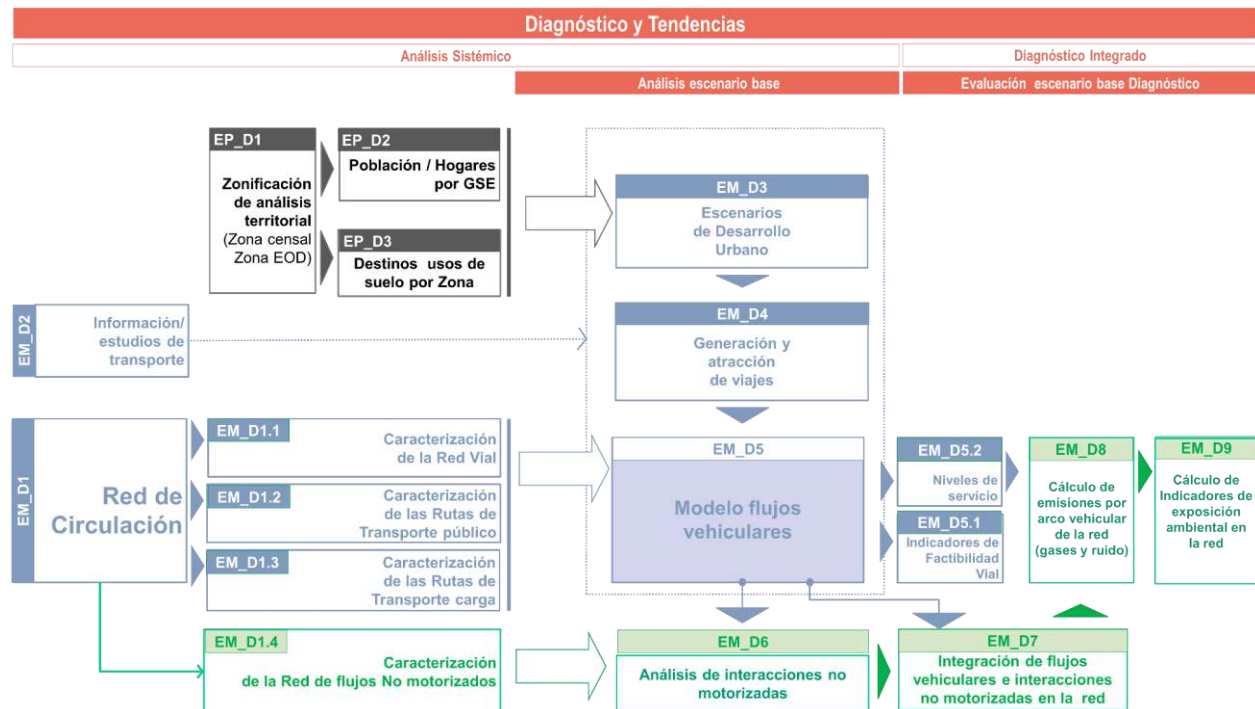 Diagnóstico y Tendencias
Análisis Sistémico
Diagnóstico Integrado
Análisis escenario base
Evaluación escenario base Diagnóstico
EP_D1
Zonificación
de análisis
territorial
(Zona censal
Zona EOD)
EP_D2
Población / Hogares
por GSE
EP_D3
Destinos usos de
suelo por Zona
EM_D3
Escenarios
de Desarrollo
Urbano
EM_D2
Información/
estudios de
transporte
EM_D4
Generación y
atracción
de viajes
EM_D1
Red de
Circulación
EM_D1.1
Caracterización
de la Red Vial
EM_D1.2
Caracterización
de las Rutas de
Transporte público
EM_D1.3
Caracterización
de las Rutas de
Transporte carga
EM_D5
Modelo flujos
vehiculares
EM_D5.2
Niveles de
servicio
EM_D5.1
Indicadores de
Factibilidad
Vial
EM_D8
Cálculo de
emisiones por
arco vehicular
de la red
(gases y ruido)
EM_D9
Cálculo de
Indicadores de
exposición
ambiental en
la red
EM_D1.4
Caracterización
de la Red de flujos No motorizados
EM_D6
Análisis de interacciones no
motorizadas
EM_D7
Integración de flujos
vehiculares e interacciones
no motorizadas en la red